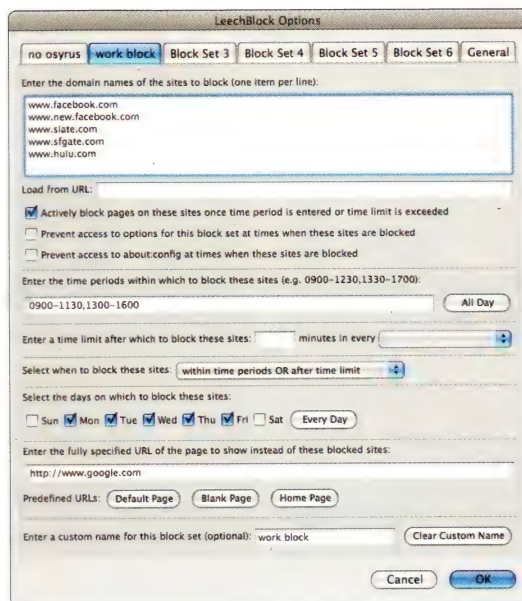 LeechBlock Options
no osyrus work block Block Set 3 Block Set 4 Block Set 5 Block Set 6 General
Enter the domain names of the sites to block (one item per line):
www.facebook.com
www.new.facebook.com
www.slate.com
www.sfgate.com
www.hulu.com
Load from URL:
Actively block pages on these sites once time period is entered or time limit is exceeded
Prevent access to options for this block set at times when these sites are blocked
Prevent access to about:config at times when these sites are blocked
Enter the time periods within which to block these sites (e.g. 0900-1230,1330-1700):
0900-1130,1300-1600 All Day
Enter a time limit after which to block these sites: minutes in every
Select when to block these sites: within time periods OR after time limit
Select the days on which to block these sites:
Sun Mon Tue Wed Thu Fri Sat Every Day
Enter the fully specified URL of the page to show instead of these blocked sites:
http://www.google.com
Predefined URLs: Default Page Blank Page Home Page
Enter a custom name for this block set (optional): work block Clear Custom Name
Cancel OK